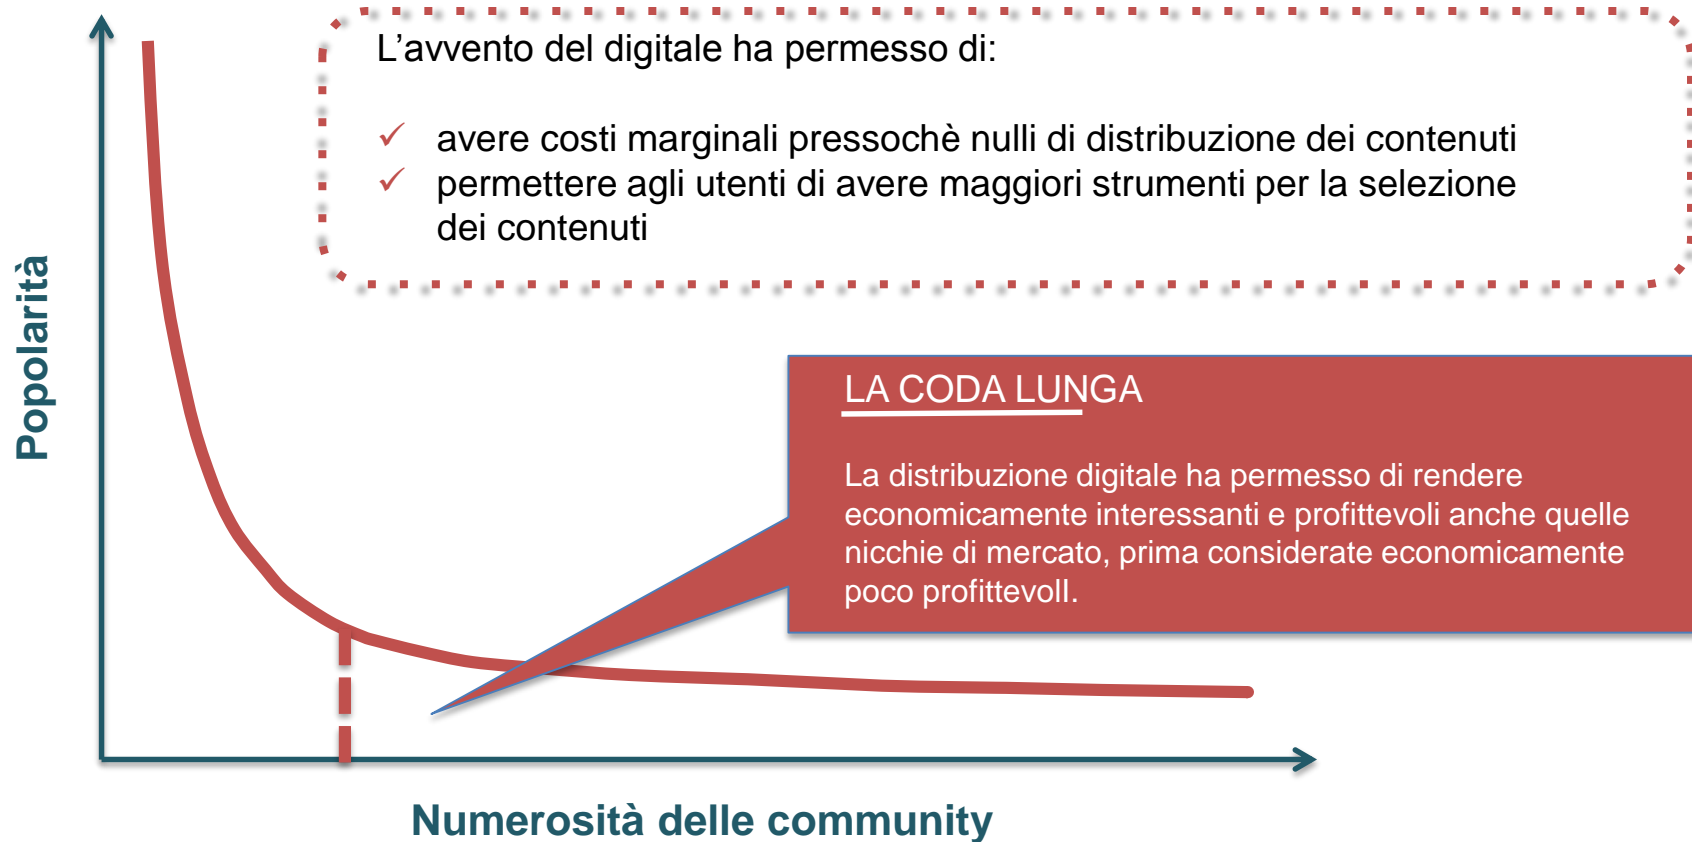 L'avvento del digitale ha permesso di:
✓ avere costi marginali pressochè nulli di distribuzione dei contenuti
✓ permettere agli utenti di avere maggiori strumenti per la selezione
dei contenuti
Popolarità
LA CODA LUNGA
La distribuzione digitale ha permesso di rendere
economicamente interessanti e profittevoli anche quelle
nicchie di mercato, prima considerate economicamente
poco profittevolI.
Numerosità delle community